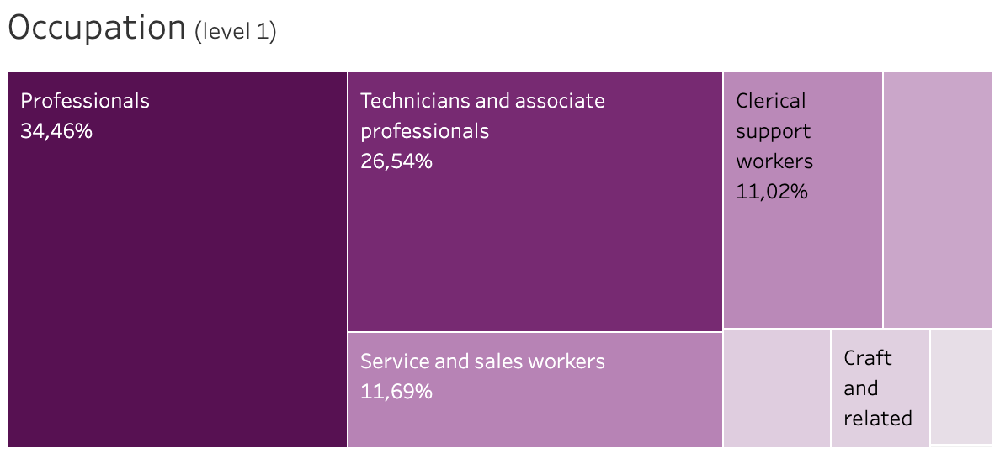 Occupation (level 1)
Professionals
34,46%
Technicians and associate
professionals
26,54%
Service and sales workers
11,69%
Clerical
support
workers
11,02%
Craft
and
related